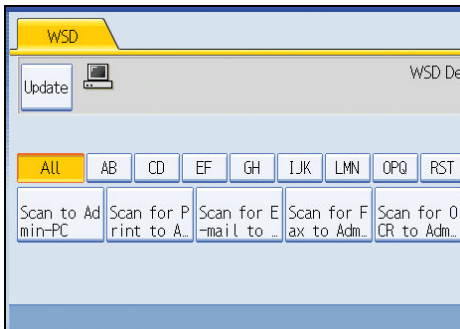 WSD
Update
WSD De
All AB CD EF GH IJK LMN OPQ RST
Scan to Ad Scan for P Scan for E Scan for F Scan for O
min-PC rint to A… -mail to … ax to Adm… CR to Adm…